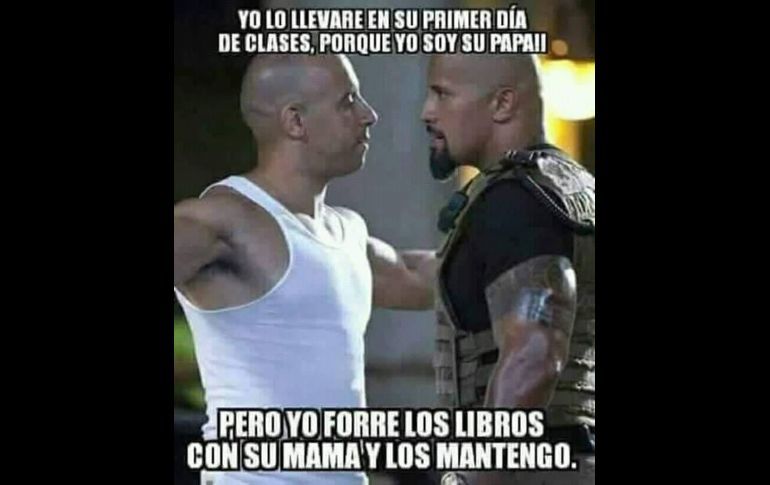 YO LO LLEVARE EN SU PRIMER DÍA
DE CLASES, PORQUE YO SOY SU PAPA!!
PERO YO FORRE LOS LIBROS
CON SU MAMA Y LOS MANTENGO.